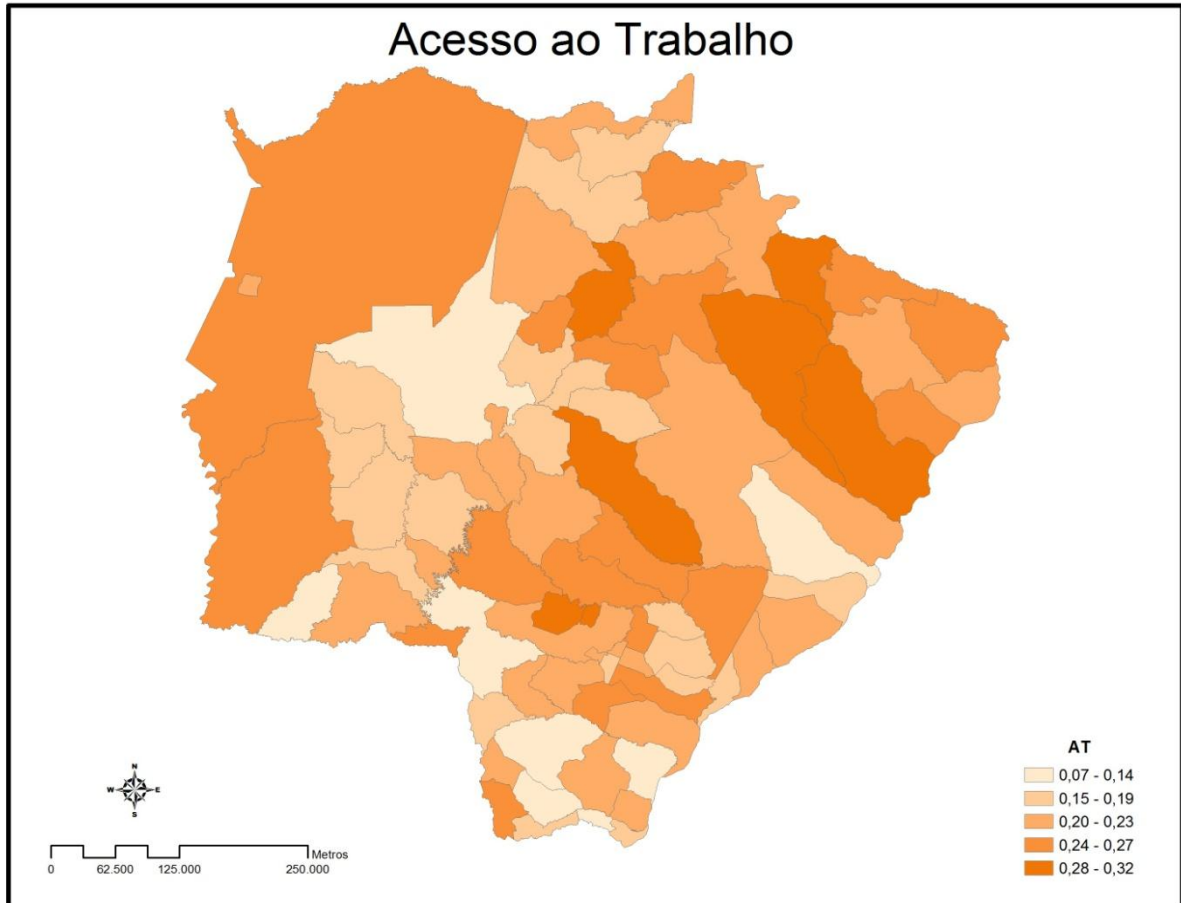 Acesso ao Trabalho
N
W E
S
Metros
0 62.500 125.000 250.000
AT
0,07 - 0,14
0,15 - 0,19
0,20 - 0,23
0,24 - 0,27
0,28 - 0,32